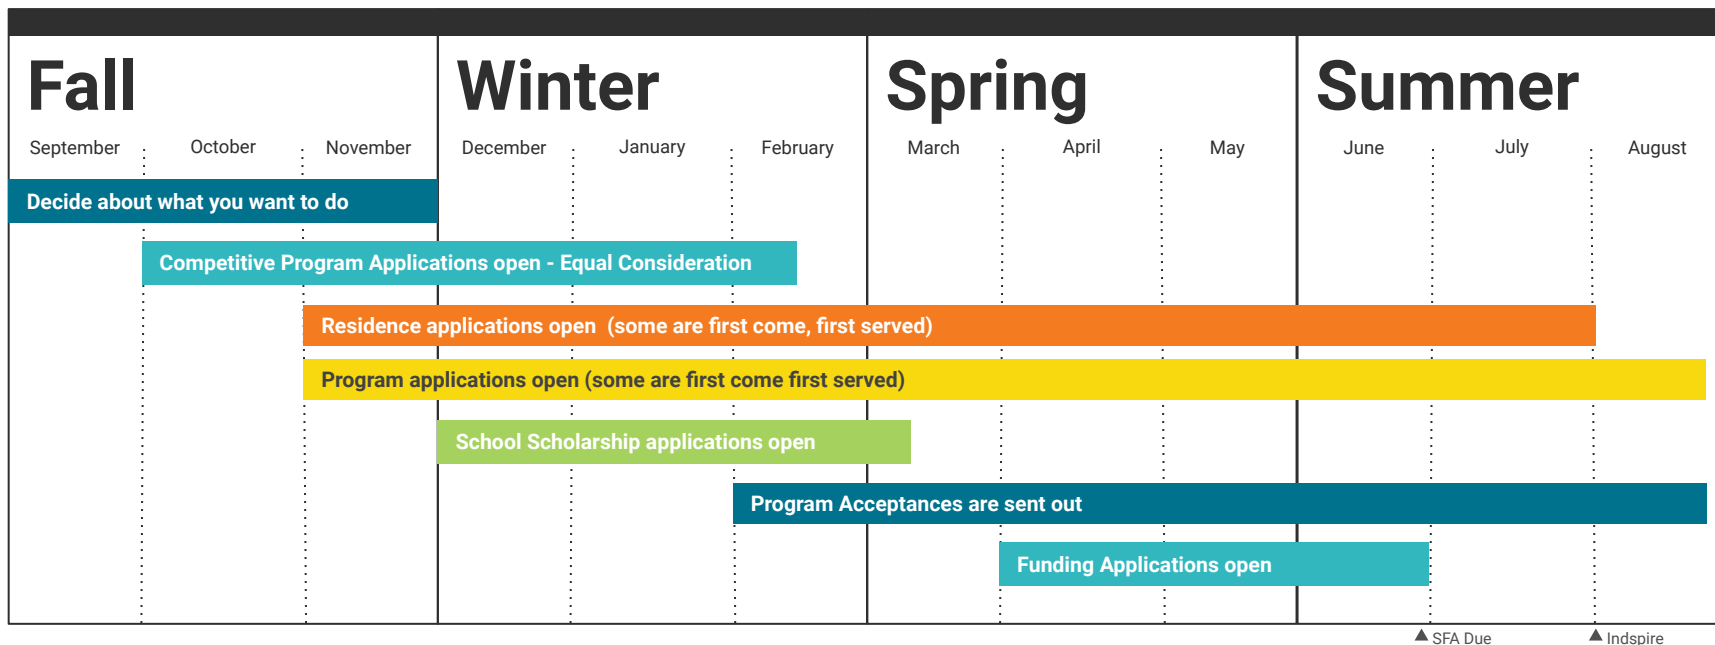 Fall
Winter
Spring
Summer
September
October
November
December
January
February
March
April
May
June
July
August
Decide about what you want to do
Competitive Program Applications open - Equal Consideration
Residence applications open  (some are first come, first served)
Program applications open (some are first come first served)
School Scholarship applications open
Program Acceptances are sent out
Funding Applications open
SFA Due
Indspire